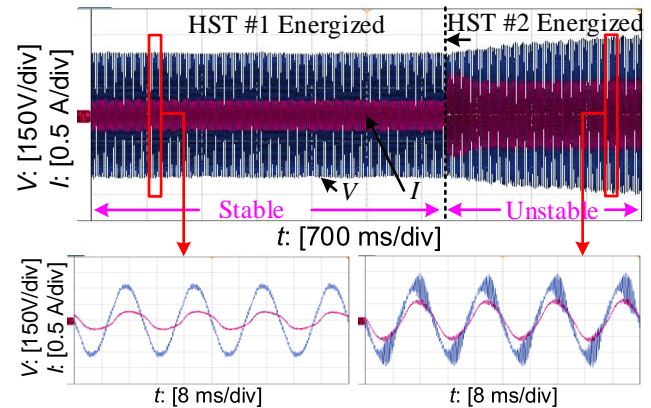 HST #1 Energized
HST #2 Energized
V: [150V/div]
I: [0.5 A/div]
V
I
Stable
Unstable
t: [700 ms/div]
V: [150V/div]
I: [0.5 A/div]
t: [8 ms/div]
t: [8 ms/div]